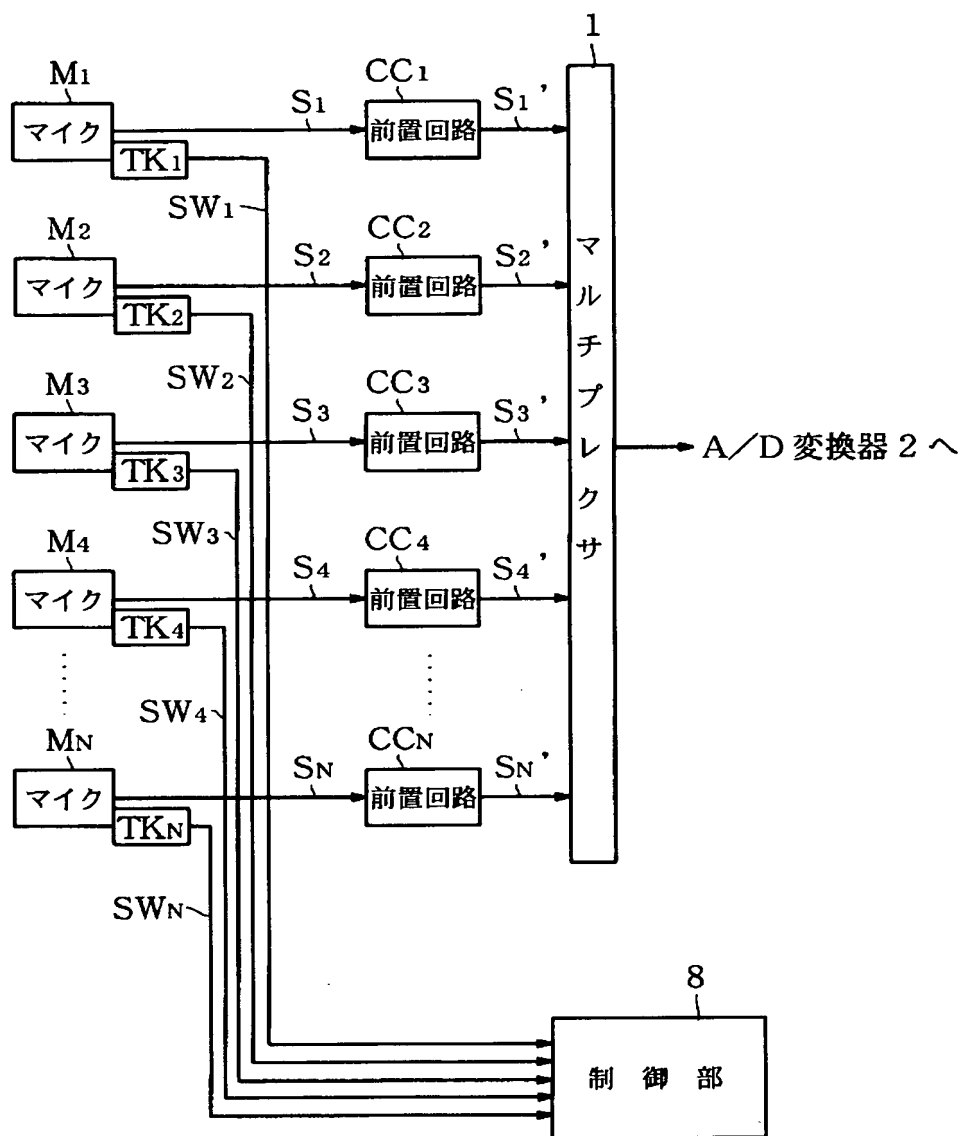 1
M1
CC1
マイク
S1
前置回路
S1'
TK1
SW1
M2
CC2
マイク
S2
前置回路
S2'
TK2
SW2
M3
CC3
マイク
S3
前置回路
S3'
TK3
SW3
M4
CC4
マイク
S4
前置回路
S4'
TK4
SW4
MN
CCN
マイク
SN
前置回路
SN'
TKN
SWN
マルチプレクサ
A/D 変換器 2 へ
8
制御部